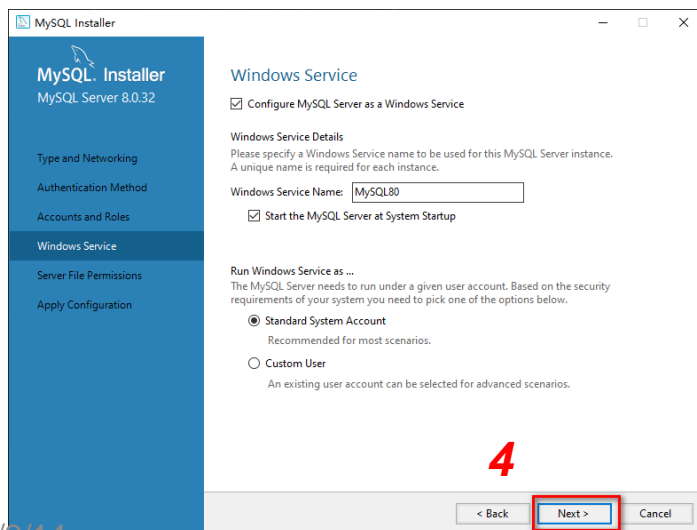 MySQL Installer
MySQL. Installer
MySQL Server 8.0.32
Type and Networking
Authentication Method
Accounts and Roles
Windows Service
Server File Permissions
Apply Configuration
Windows Service
Configure MySQL Server as a Windows Service
Windows Service Details
Please specify a Windows Service name to be used for this MySQL Server instance.
A unique name is required for each instance.
Windows Service Name: MySQL80
Start the MySQL Server at System Startup
Run Windows Service as ...
The MySQL Server needs to run under a given user account. Based on the security
requirements of your system you need to pick one of the options below.
Standard System Account
Recommended for most scenarios.
Custom User
An existing user account can be selected for advanced scenarios.
4
< Back Next > Cancel